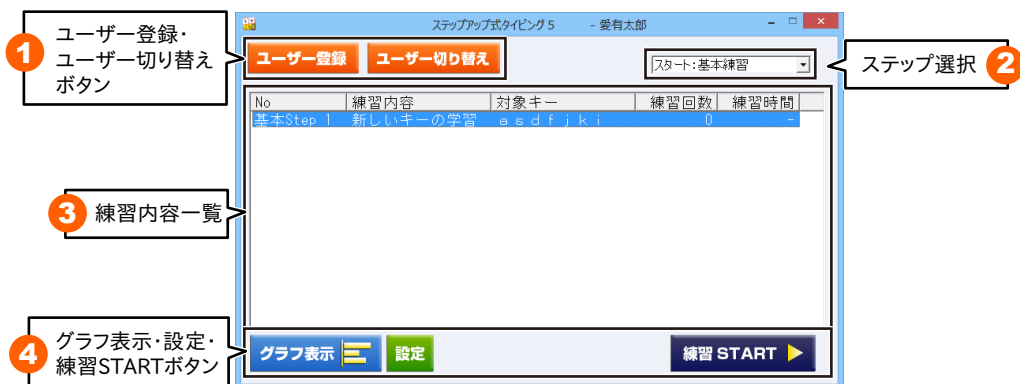 ステップアップ式タイピング 5 - 愛有太郎
1
ユーザー登録・
ユーザー切り替え
ボタン
ユーザー登録 ユーザー切り替え
スタート:基本練習
ステップ選択 2
No 練習内容 対象キー 練習回数 練習時間
基本Step 1 新しいキーの学習 a s d f j k i 0 -
3 練習内容一覧
4
グラフ表示・設定・
練習STARTボタン
グラフ表示 設定 練習 START